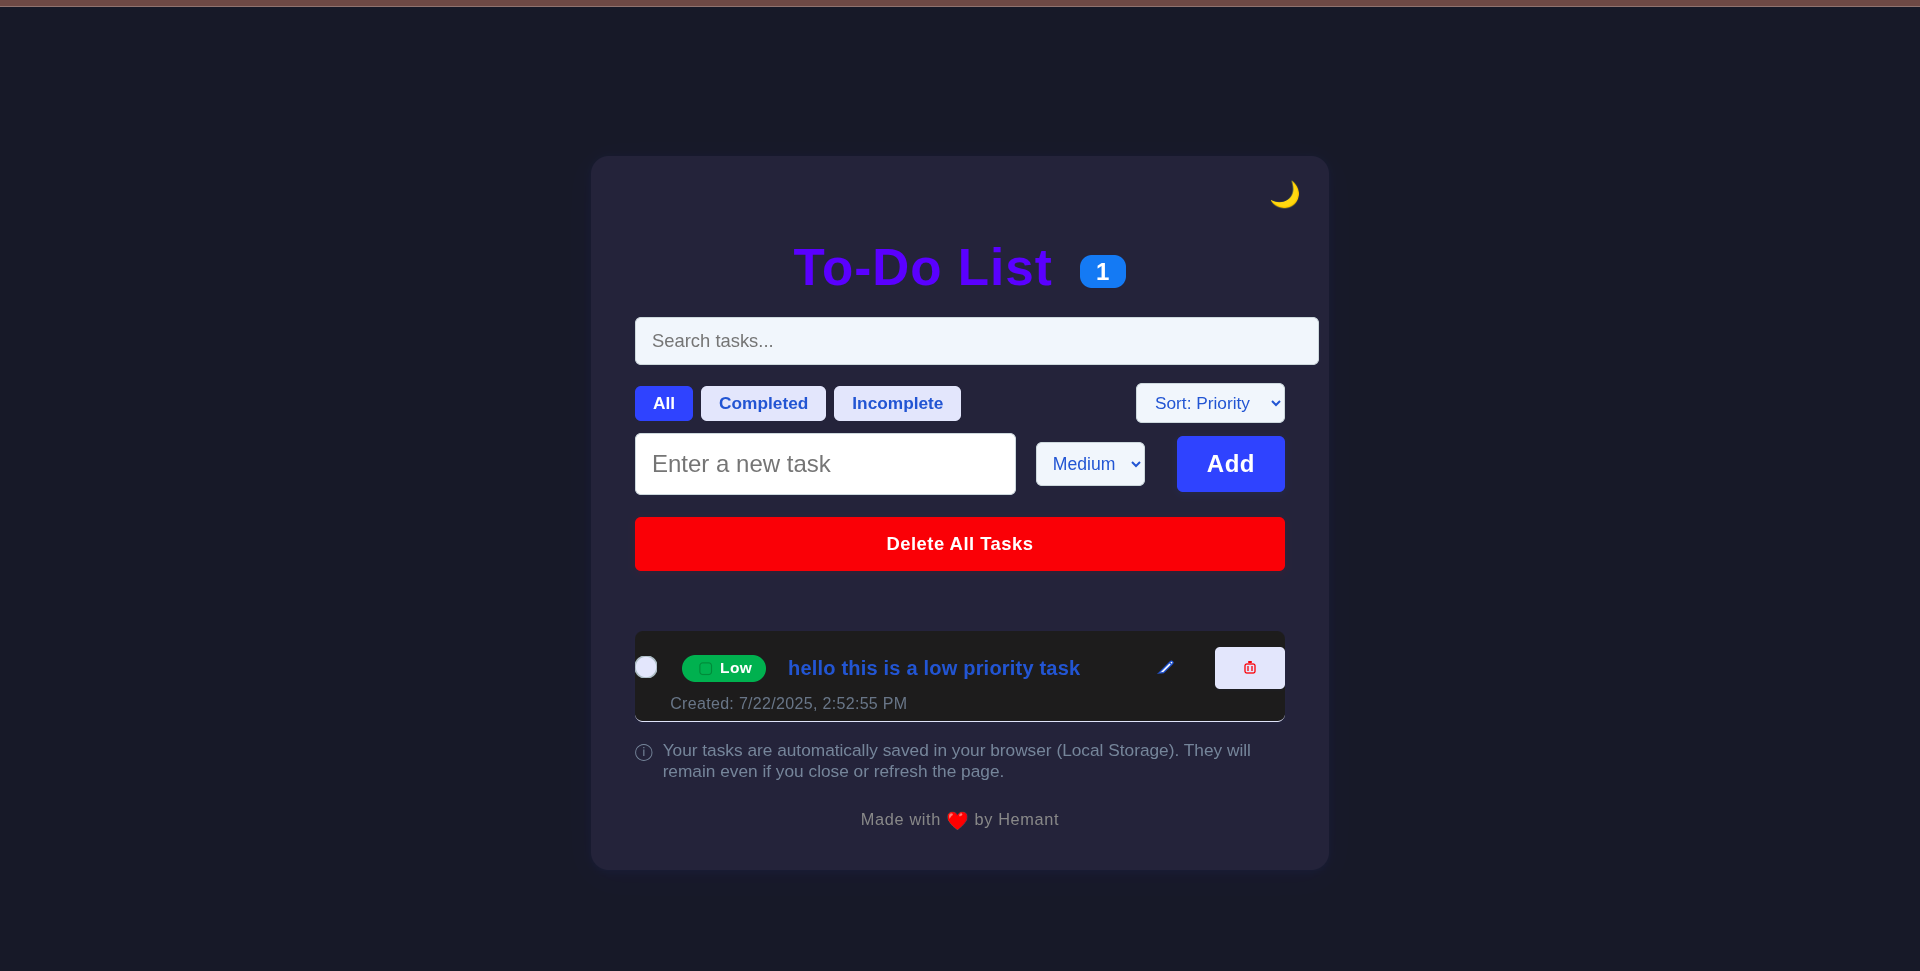 To-Do List 1
Search tasks...
All Completed Incomplete Sort: Priority
Enter a new task Medium Add
Delete All Tasks
Low hello this is a low priority task
Created: 7/22/2025, 2:52:55 PM
Your tasks are automatically saved in your browser (Local Storage). They will
remain even if you close or refresh the page.
Made with ❤️ by Hemant